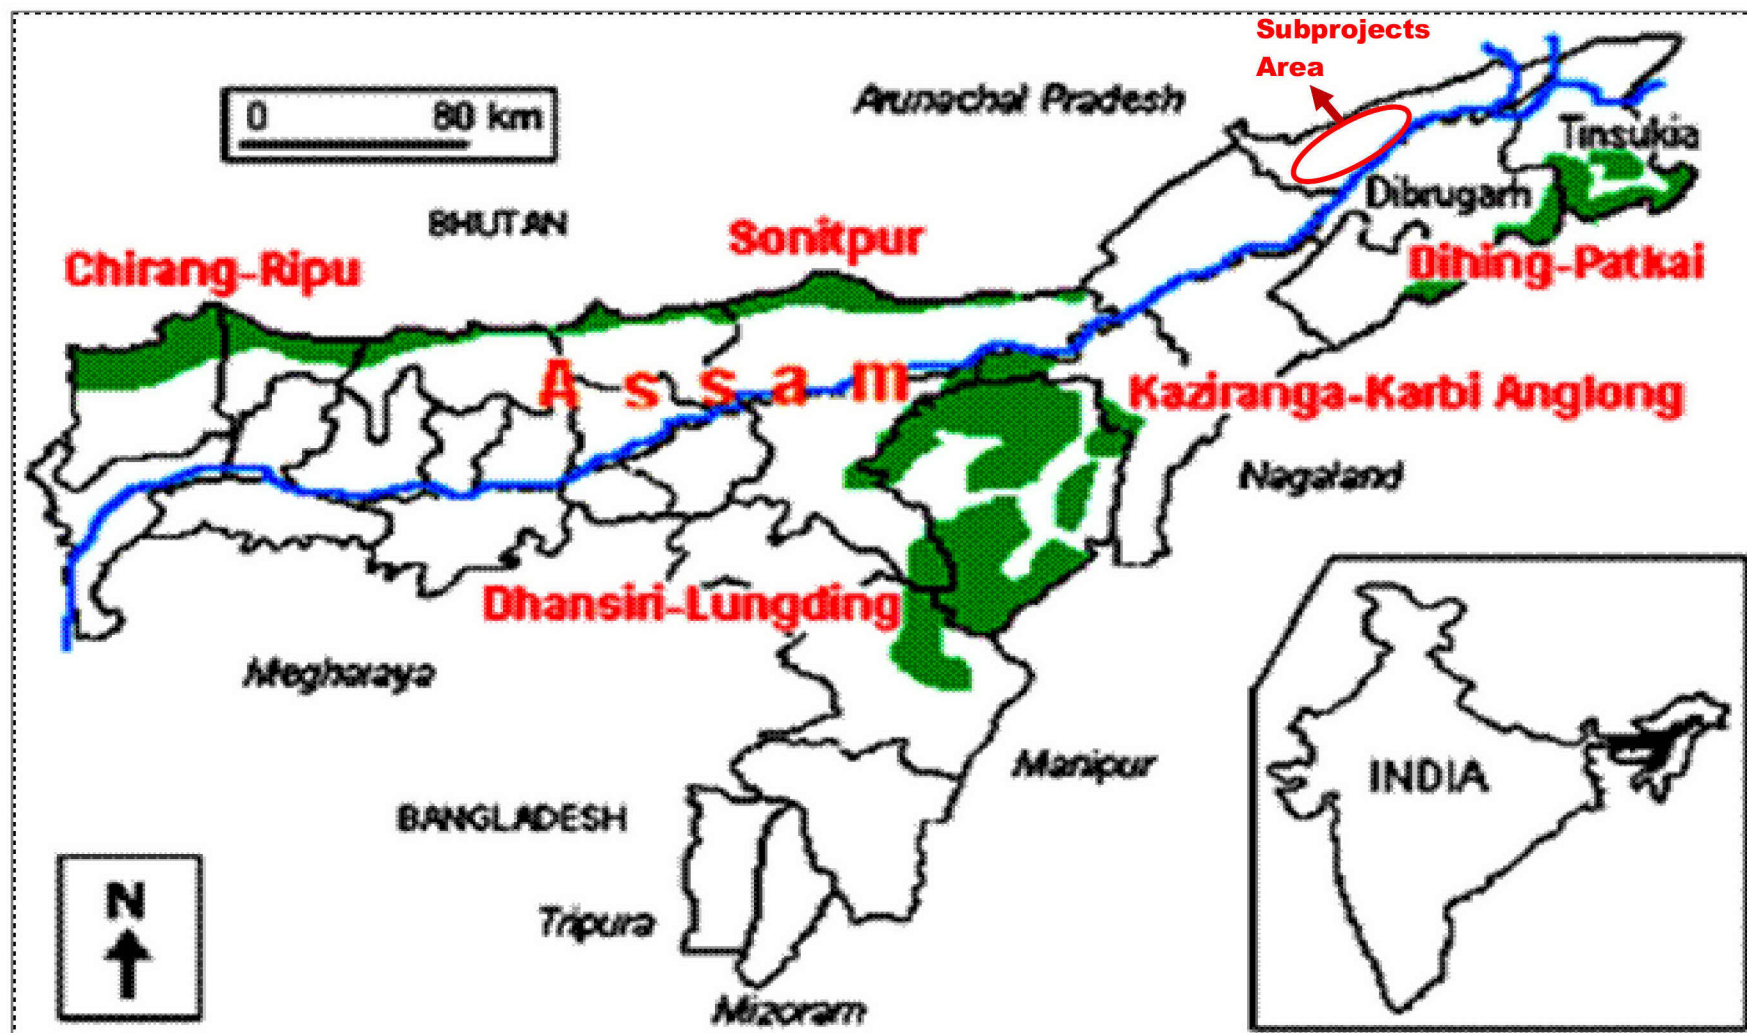 Subprojects
Area
0 80 km
Arunachal Pradesh
Tinsukia
Dibrugarh
BHUTAN
Sonitpur
Chirang-Ripu
Dihing-Patkai
Assam
Kaziranga-Karbi Anglong
Nagaland
Dhansiri-Lungding
Megharaya
Manipur
INDIA
BANGLADESH
N
Tripura
Mizoram